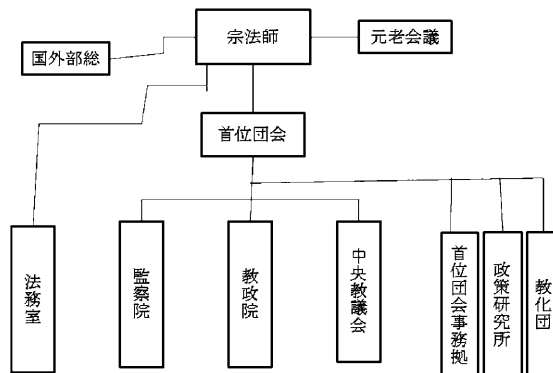 宗法師
元老会議
国外部総
首位団会
法務室
監察院
教政院
中央教議会
首位団会事務拠
政策研究所
教化団